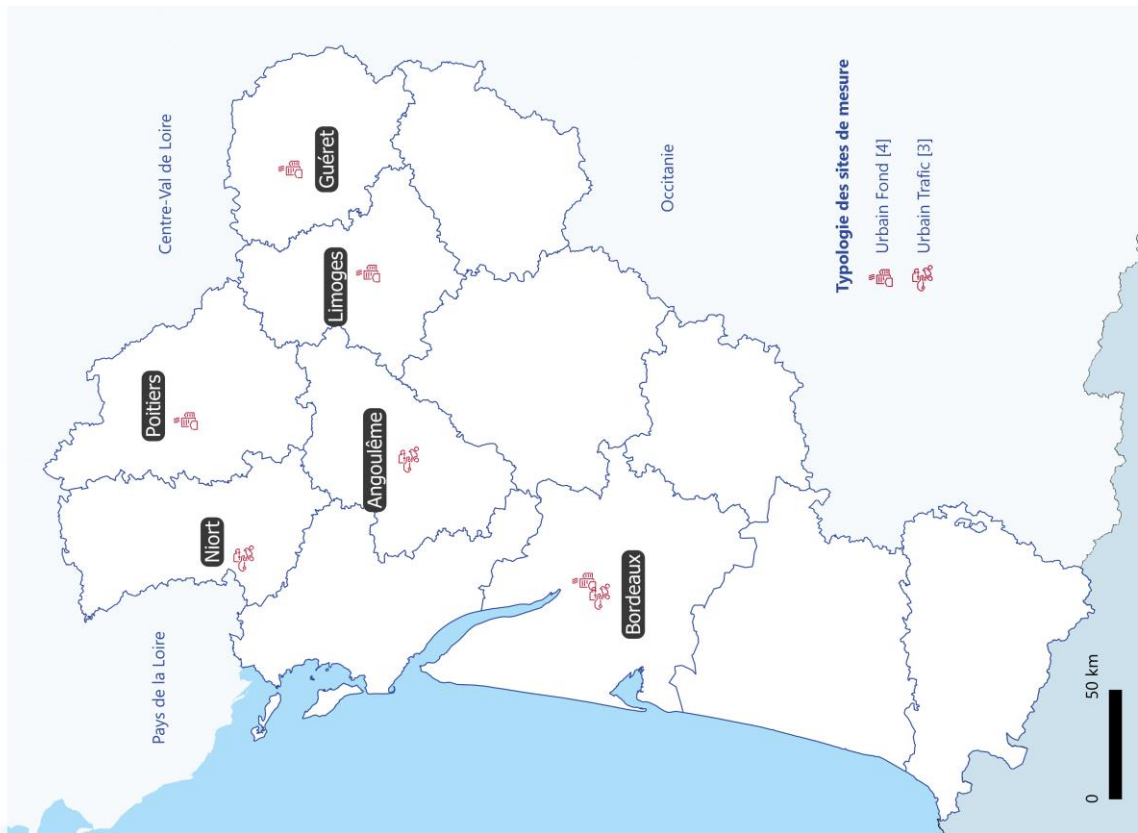 Centre-Val de Loire
Pays de la Loire
Poitiers
Niort
Guéret
Limoges
Angoulême
Bordeaux
Occitanie
Typologie des sites de mesure
Urbain Fond [4]
Urbain Trafic [3]
0 50 km